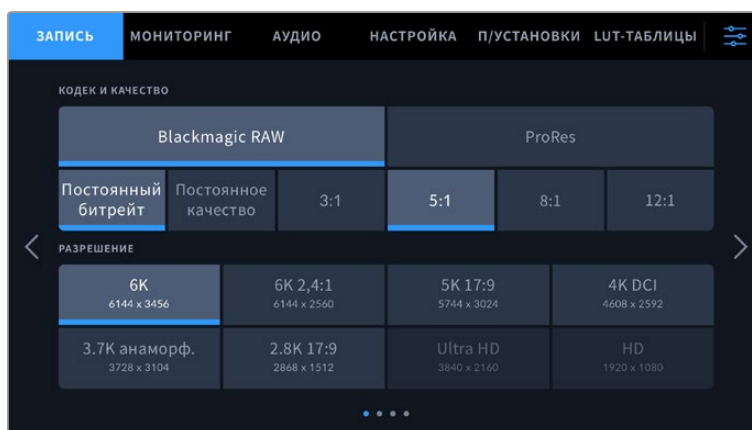 ЗАПИСЬ МОНИТОРИНГ АУДИО НАСТРОЙКА П/УСТАНОВКИ LUT-ТАБЛИЦЫ
КОДЕК И КАЧЕСТВО
Blackmagic RAW ProRes
Постоянный Постоянное
битрейт качество 3:1 5:1 8:1 12:1
РАЗРЕШЕНИЕ
6K 6K 2,4:1 5K 17:9 4K DCI
6144 x 3456 6144 x 2560 5744 x 3024 4608 x 2592
3.7K анаморф. 2.8K 17:9 Ultra HD HD
3728 x 3104 2868 x 1512 3840 x 2160 1920 x 1080